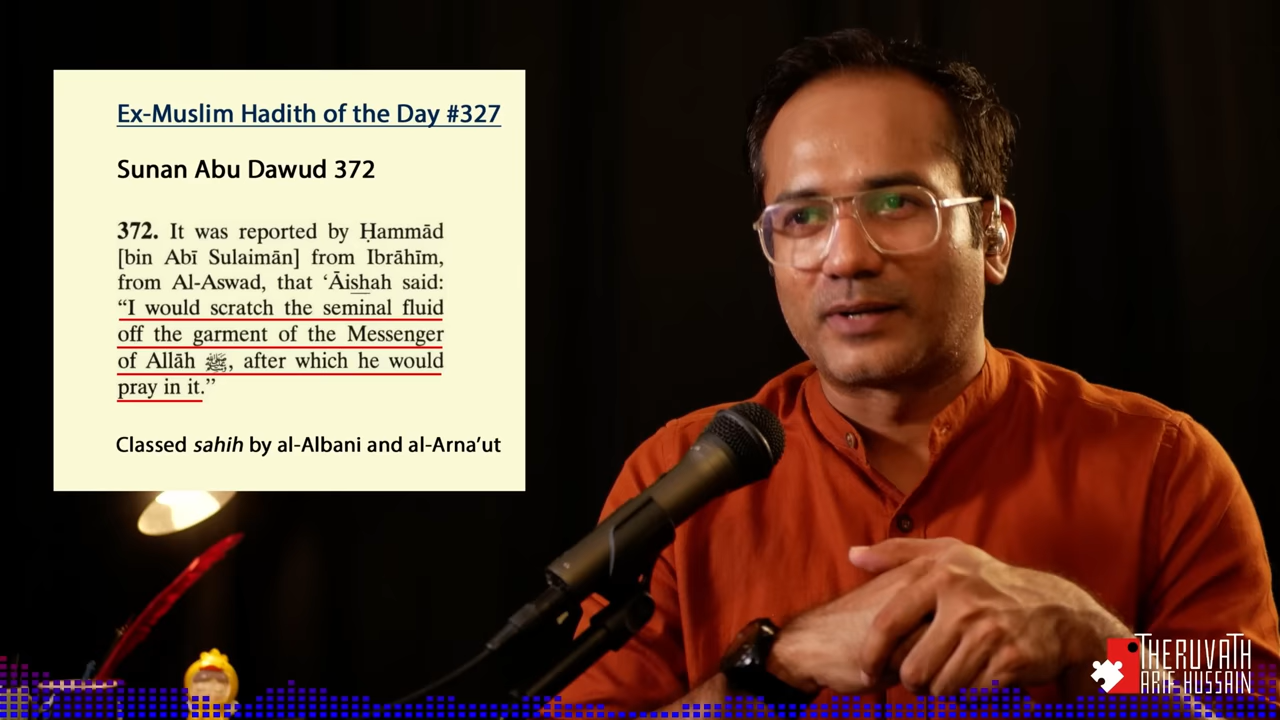 Ex-Muslim Hadith of the Day #327
Sunan Abu Dawud 372
372. It was reported by Ḥammād
[bin Abī Sulaimān] from Ibrāhīm,
from Al-Aswad, that ‘Āishah said:
“I would scratch the seminal fluid
off the garment of the Messenger
of Allāh ﷺ, after which he would
pray in it.”
Classed sahih by al-Albani and al-Arna’ut
THERUVATH
ARIF HUSSAIN